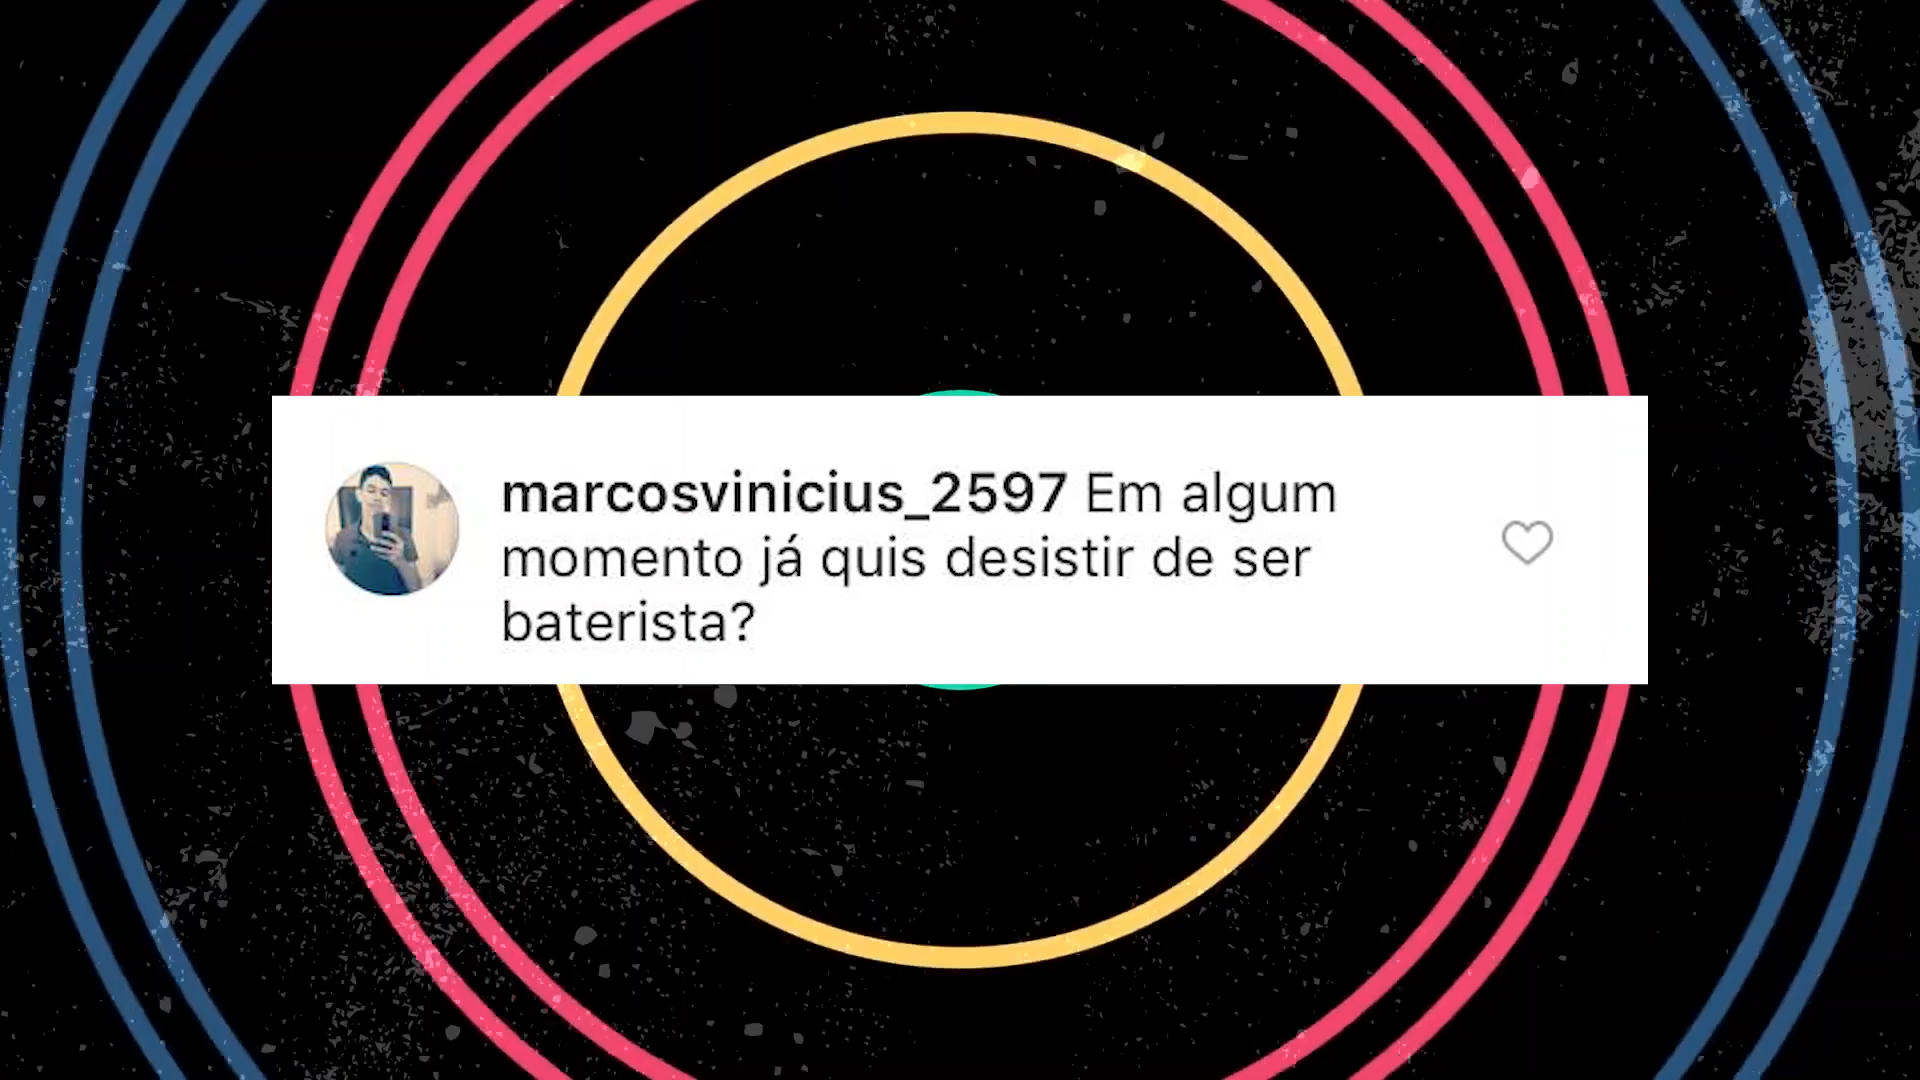 marcosvinicius_2597 Em algum
momento já quis desistir de ser
baterista?